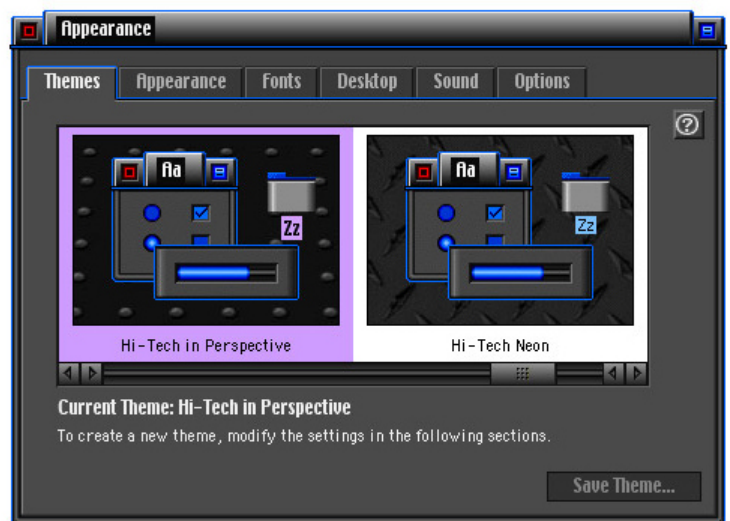 Appearance
Themes Appearance Fonts Desktop Sound Options
?
Aa Aa
Zz Zz
Hi-Tech in Perspective Hi-Tech Neon
Current Theme: Hi-Tech in Perspective
To create a new theme, modify the settings in the following sections.
Save Theme...